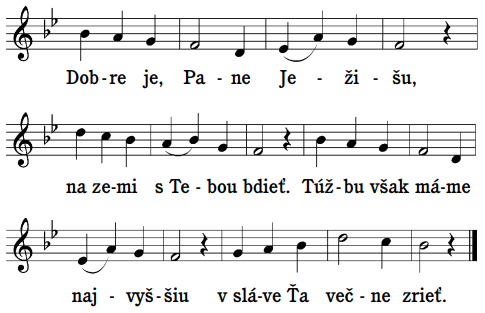 Dob-re je, Pa-ne Je-ži-šu,
na ze-mi s Te-bou bdieť. Túž-bu však má-me
naj-vyš-šiu v slá-ve Ťa več-ne zrieť.